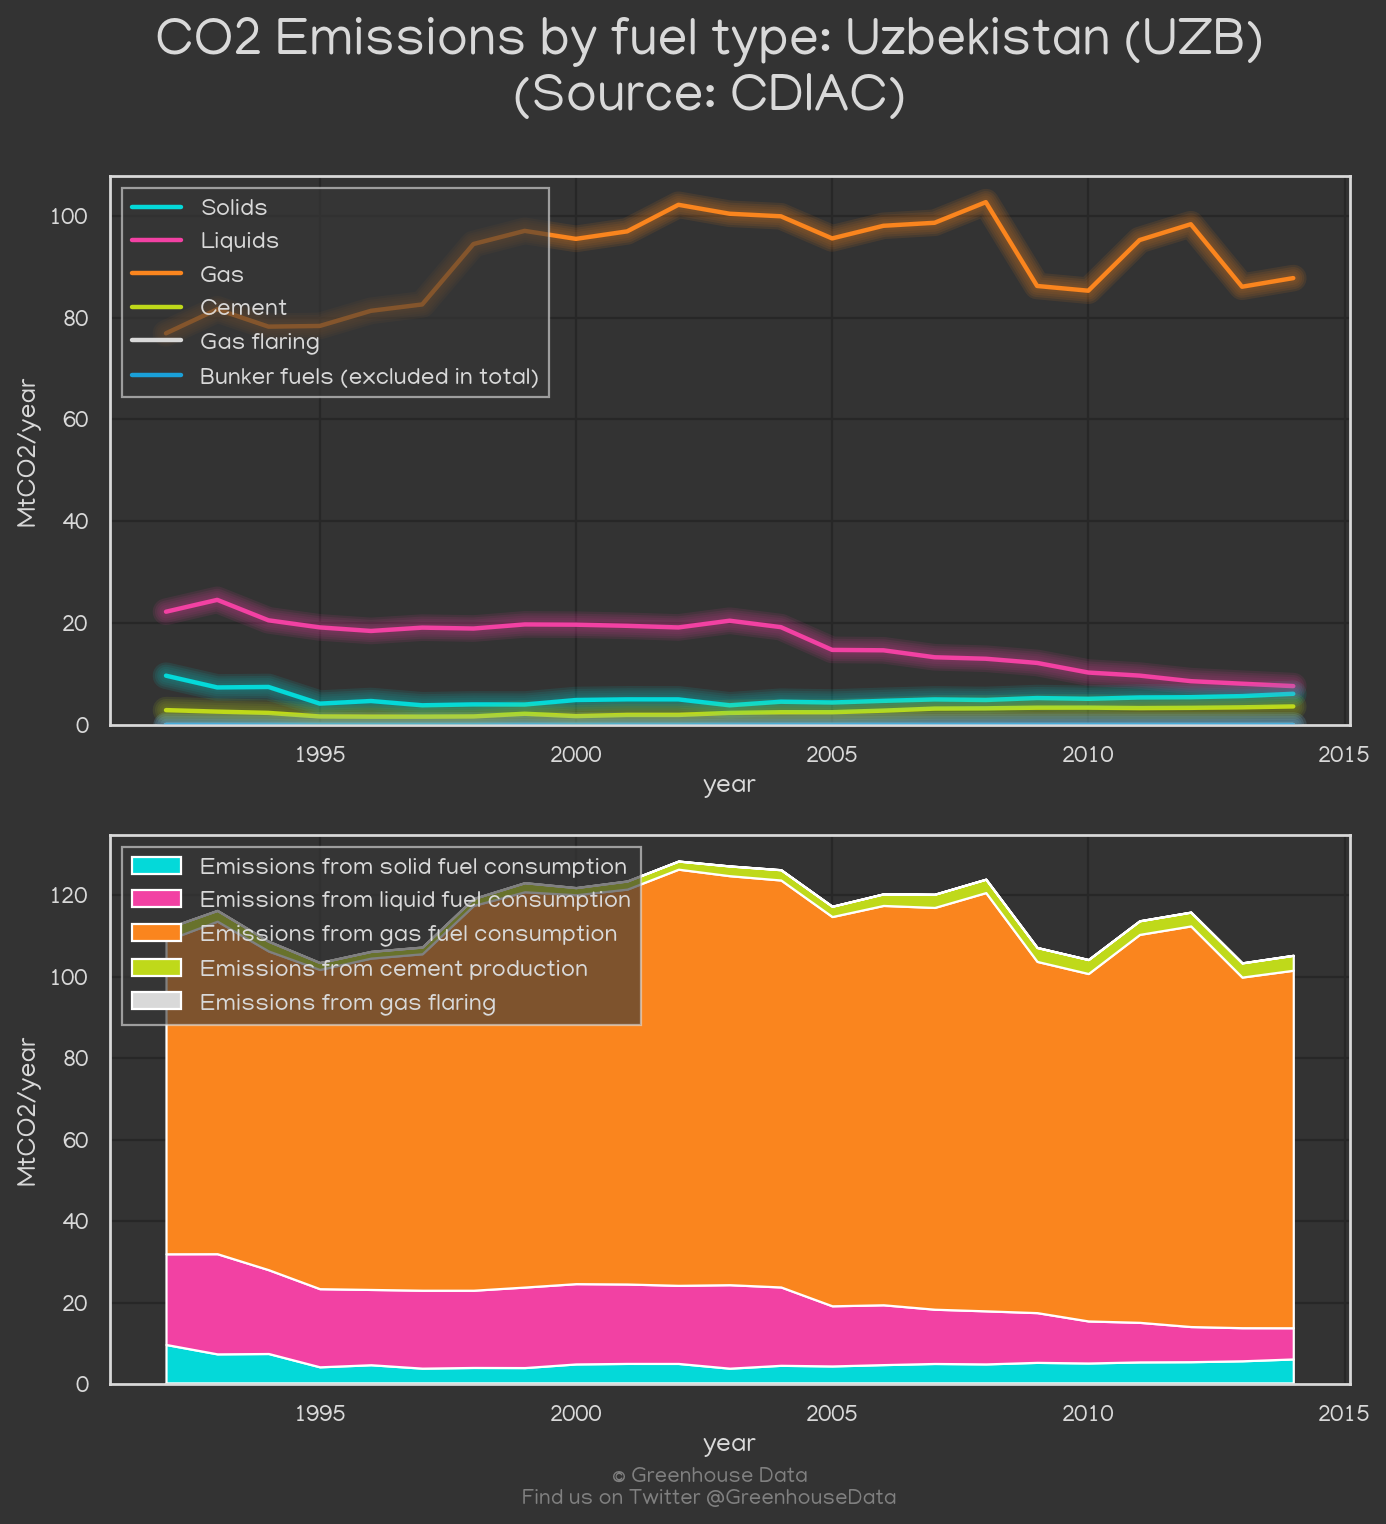 CO2 Emissions by fuel type: Uzbekistan (UZB)
(Source: CDIAC)
Solids
Liquids
Gas
Cement
Gas flaring
Bunker fuels (excluded in total)
100
80
60
40
20
0
MtCO2/year
1995 2000 2005 2010 2015
year
Emissions from solid fuel consumption
Emissions from liquid fuel consumption
Emissions from gas fuel consumption
Emissions from cement production
Emissions from gas flaring
120
100
80
60
40
20
0
MtCO2/year
1995 2000 2005 2010 2015
year
© Greenhouse Data
Find us on Twitter @GreenhouseData